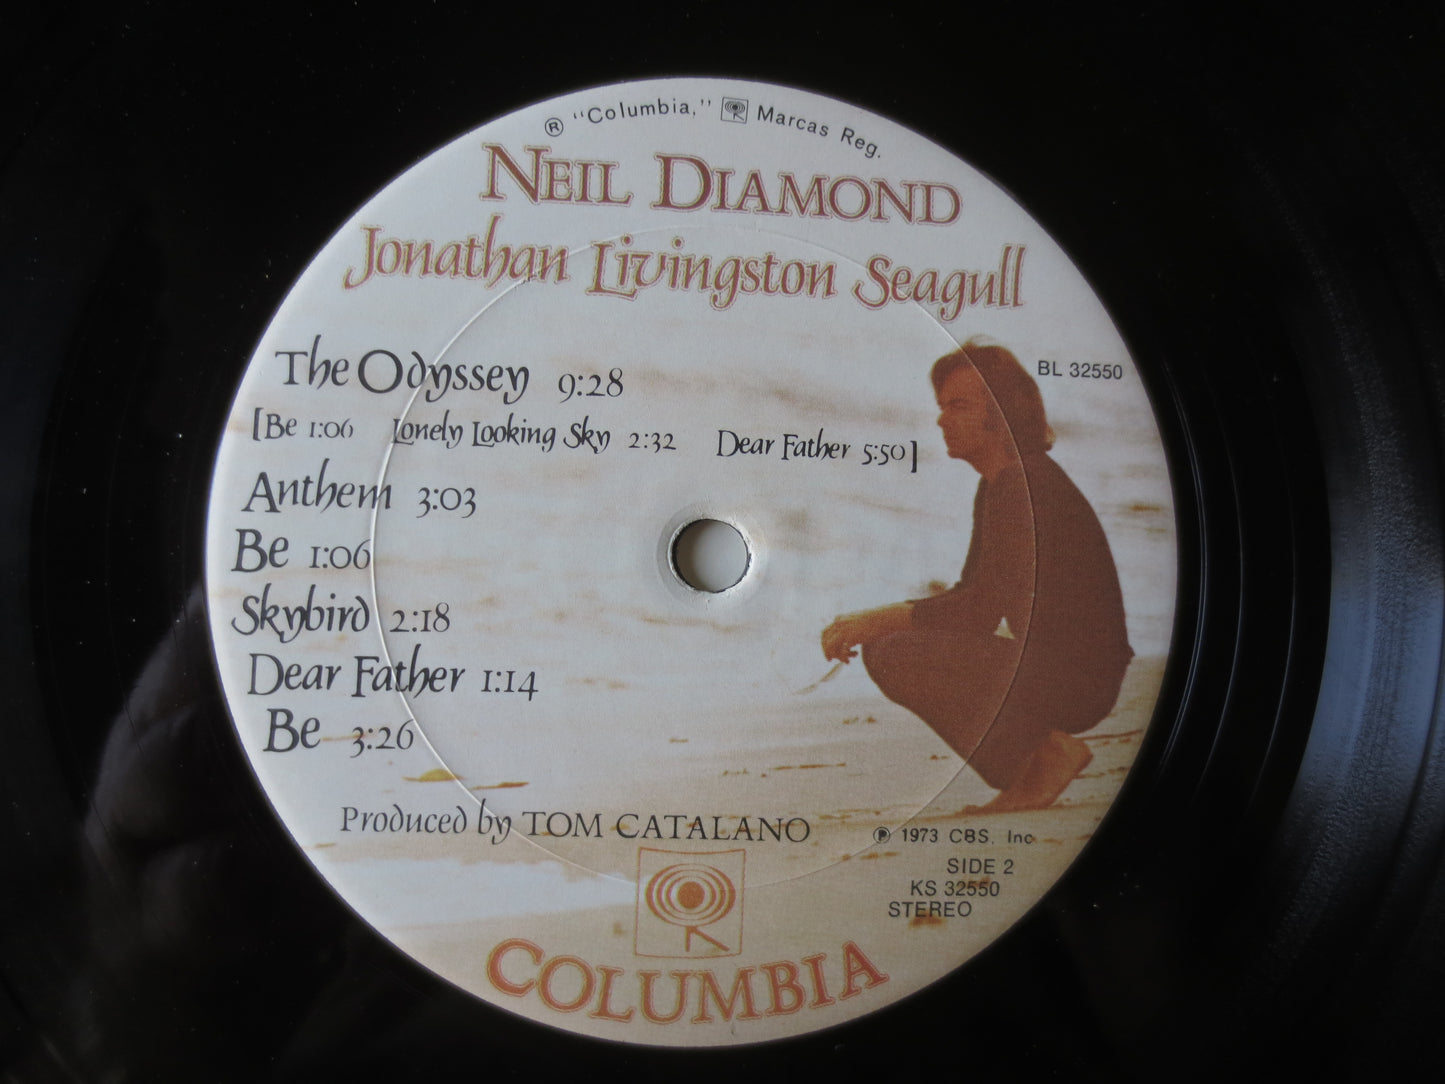 ® "Columbia," Marcas Reg.
NEIL DIAMOND
Jonathan Livingston Seagull
BL 32550
The Odyssey 9:28
[Be 1:06 Lonely Looking Sky 2:32 Dear Father 5:50]
Anthem 3:03
Be 1:06
Skybird 2:18
Dear Father 1:14
Be 3:26
Produced by TOM CATALANO
℗ 1973 CBS, Inc
SIDE 2
KS 32550
STEREO
COLUMBIA